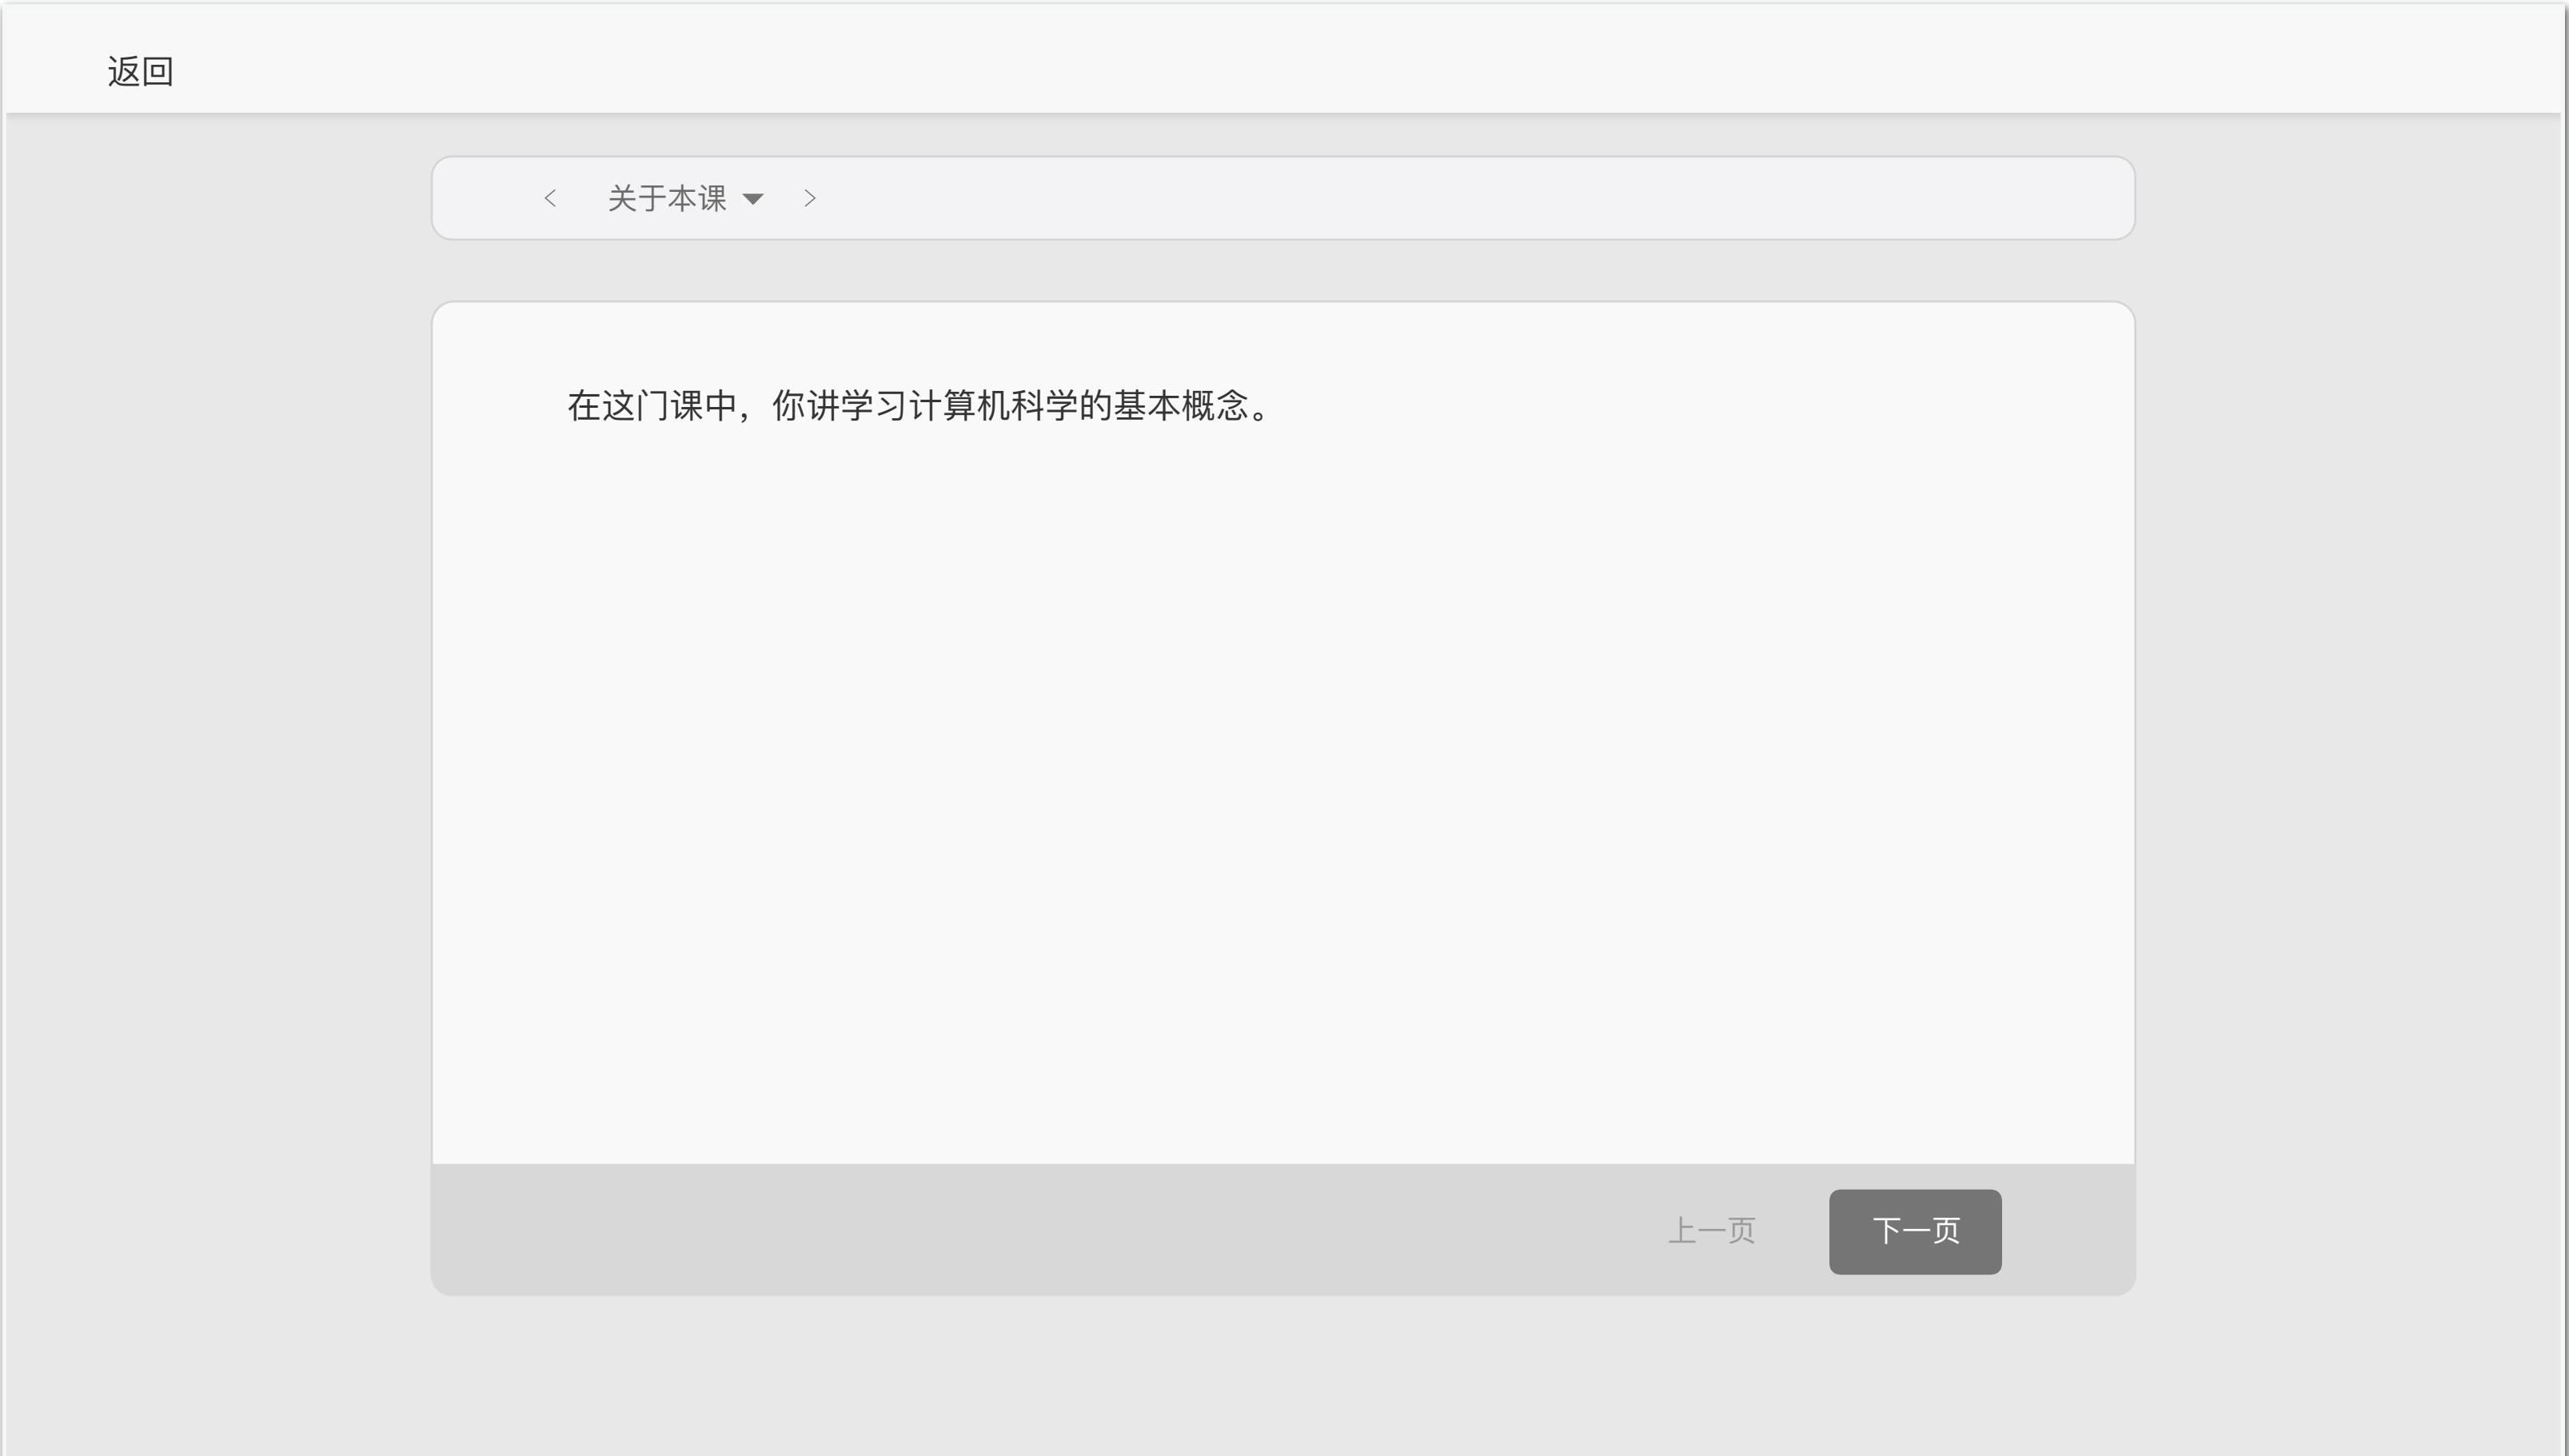 返回
关于本课
在这门课中，你讲学习计算机科学的基本概念。
上一页 下一页